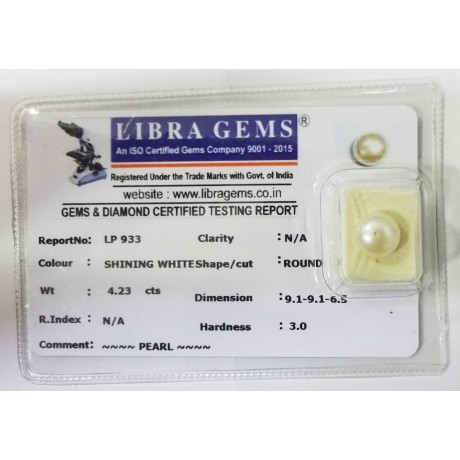 LIBRA GEMS ®
An ISO Certified Gems Company 9001 - 2015
Registered Under the Trade Marks with Govt. of India
website : www.libragems.co.in
GEMS & DIAMOND CERTIFIED TESTING REPORT
ReportNo: LP 933 Clarity : N/A
Colour : SHINING WHITE Shape/cut : ROUND
Wt : 4.23 cts Dimension : 9.1-9.1-6.5
R.Index : N/A Hardness : 3.0
Comment: ~~~~ PEARL ~~~~